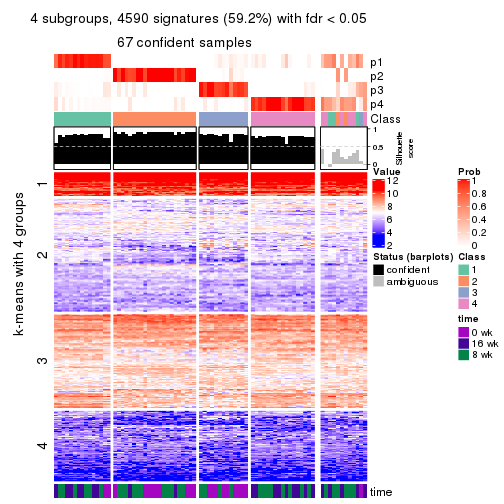 4 subgroups, 4590 signatures (59.2%) with fdr < 0.05
67 confident samples
p1
p2
p3
p4
Class
1
0.5
0
Silhouette
score
k-means with 4 groups
1
2
3
4
time
Value
12
10
8
6
4
2
Prob
1
0.8
0.6
0.4
0.2
0
Status (barplots)
confident
ambiguous
Class
1
2
3
4
time
0 wk
16 wk
8 wk